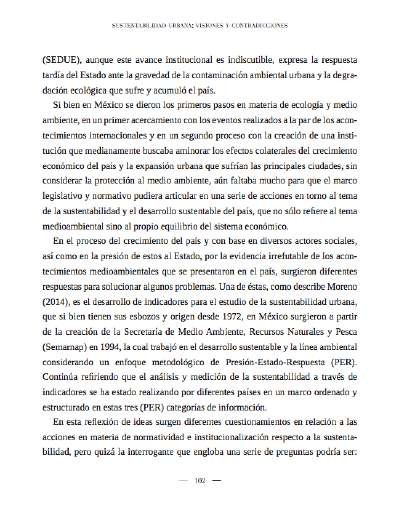 SUSTENTABILIDAD URBANA: VISIONES Y CONTRADICCIONES
(SEDUE), aunque este avance institucional es indiscutible, expresa la respuesta
tardía del Estado ante la gravedad de la contaminación ambiental urbana y la degra-
dación ecológica que sufre y acumuló el país.
Si bien en México se dieron los primeros pasos en materia de ecología y medio
ambiente, en un primer acercamiento con los eventos realizados a la par de los acon-
tecimientos internacionales y en un segundo proceso con la creación de una insti-
tución que medianamente buscaba aminorar los efectos colaterales del crecimiento
económico del país y la expansión urbana que sufrían las principales ciudades, sin
considerar la protección al medio ambiente, aún faltaba mucho para que el marco
legislativo y normativo pudiera articular en una serie de acciones en torno al tema
de la sustentabilidad y el desarrollo sustentable del país, que no sólo refiere al tema
medioambiental sino al propio equilibrio del sistema económico.
En el proceso del crecimiento del país y con base en diversos actores sociales,
así como en la presión de estos al Estado, por la evidencia irrefutable de los acon-
tecimientos medioambientales que se presentaron en el país, surgieron diferentes
respuestas para solucionar algunos problemas. Una de éstas, como describe Moreno
(2014), es el desarrollo de indicadores para el estudio de la sustentabilidad urbana,
que si bien tienen sus esbozos y origen desde 1972, en México surgieron a partir
de la creación de la Secretaría de Medio Ambiente, Recursos Naturales y Pesca
(Semarnap) en 1994, la cual trabajó en el desarrollo sustentable y la línea ambiental
considerando un enfoque metodológico de Presión-Estado-Respuesta (PER).
Continúa refiriendo que el análisis y medición de la sustentabilidad a través de
indicadores se ha estado realizando por diferentes países en un marco ordenado y
estructurado en estas tres (PER) categorías de información.
En esta reflexión de ideas surgen diferentes cuestionamientos en relación a las
acciones en materia de normatividad e institucionalización respecto a la sustenta-
bilidad, pero quizá la interrogante que engloba una serie de preguntas podría ser:
— 102 —